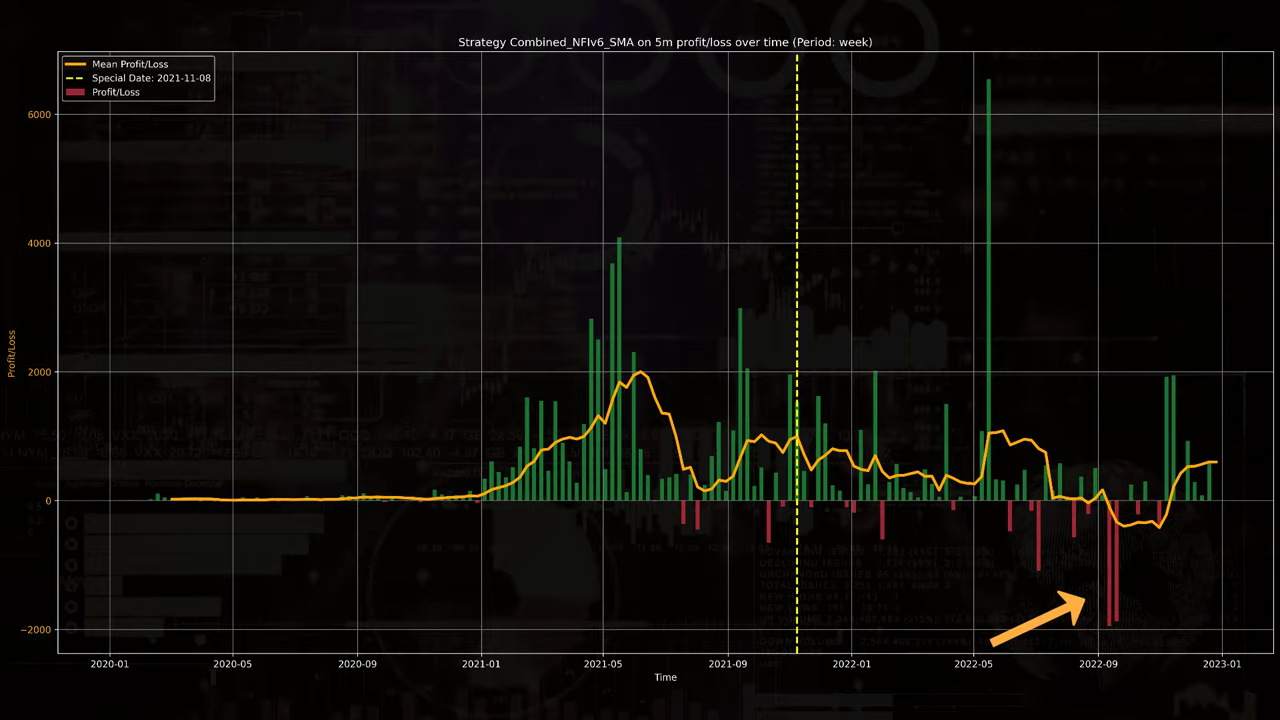 Strategy Combined_NFIv6_SMA on 5m profit/loss over time (Period: week)
Mean Profit/Loss
Special Date: 2021-11-08
Profit/Loss
6000
4000
2000
0
−2000
Profit/Loss
2020-01
2020-05
2020-09
2021-01
2021-05
2021-09
2022-01
2022-05
2022-09
2023-01
Time